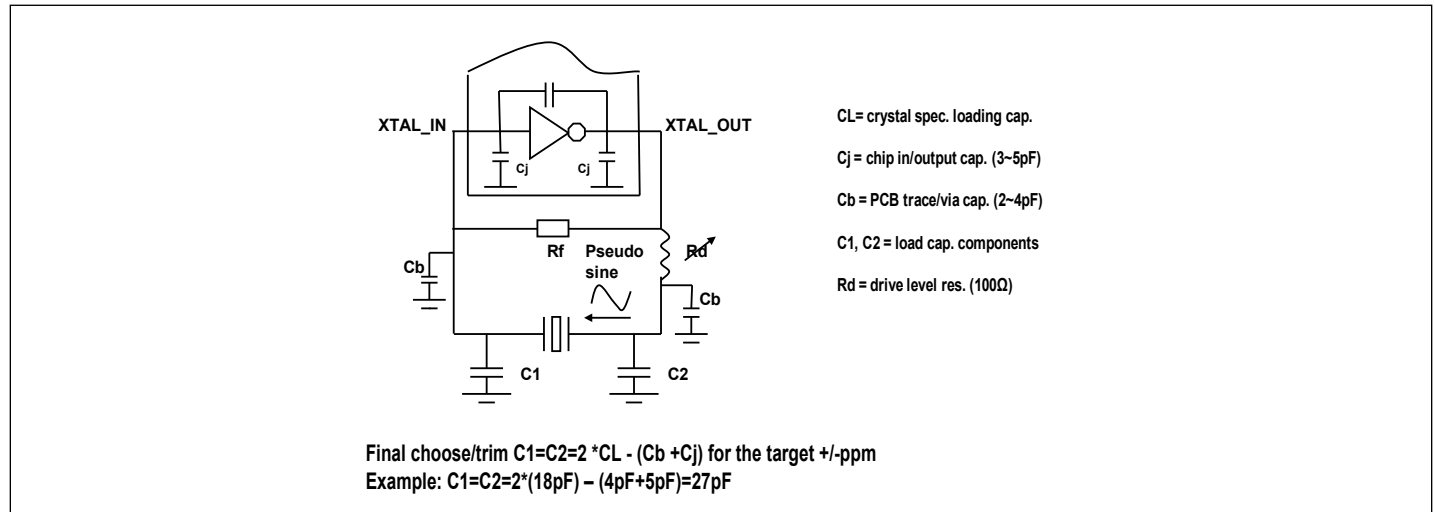 XTAL_IN
XTAL_OUT
Cj
Cj
Rf
Pseudo
sine
Rd
Cb
Cb
C1
C2
CL= crystal spec. loading cap.
Cj = chip in/output cap. (3~5pF)
Cb = PCB trace/via cap. (2~4pF)
C1, C2 = load cap. components
Rd = drive level res. (100Ω)
Final choose/trim C1=C2=2 *CL - (Cb +Cj) for the target +/-ppm
Example: C1=C2=2*(18pF) – (4pF+5pF)=27pF